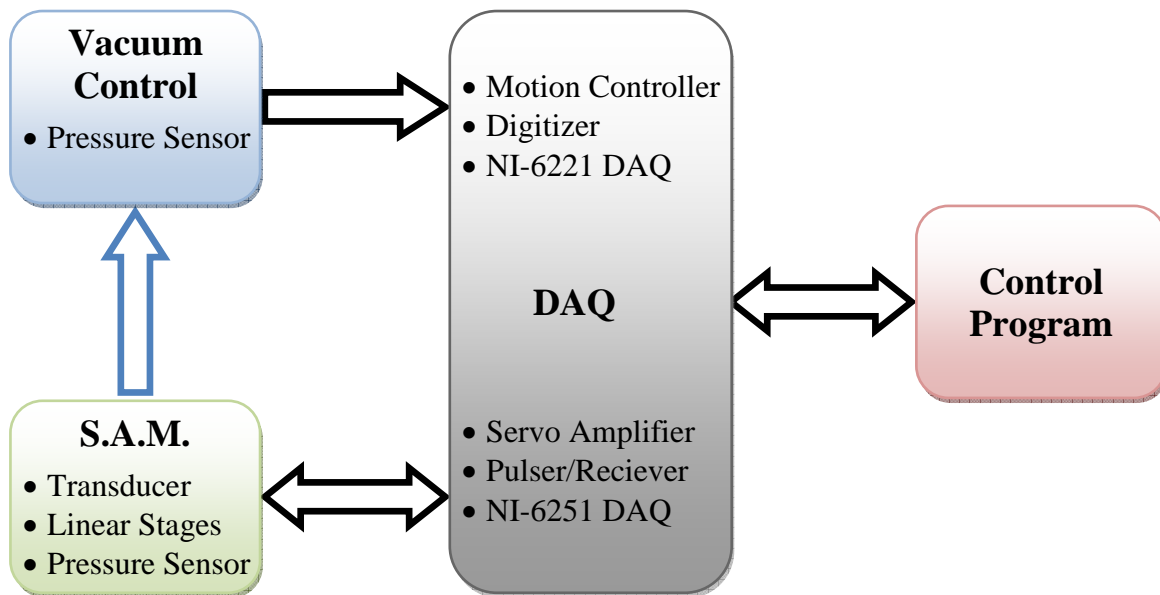 Vacuum
Control
• Pressure Sensor
S.A.M.
• Transducer
• Linear Stages
• Pressure Sensor
• Motion Controller
• Digitizer
• NI-6221 DAQ
DAQ
• Servo Amplifier
• Pulser/Reciever
• NI-6251 DAQ
Control
Program